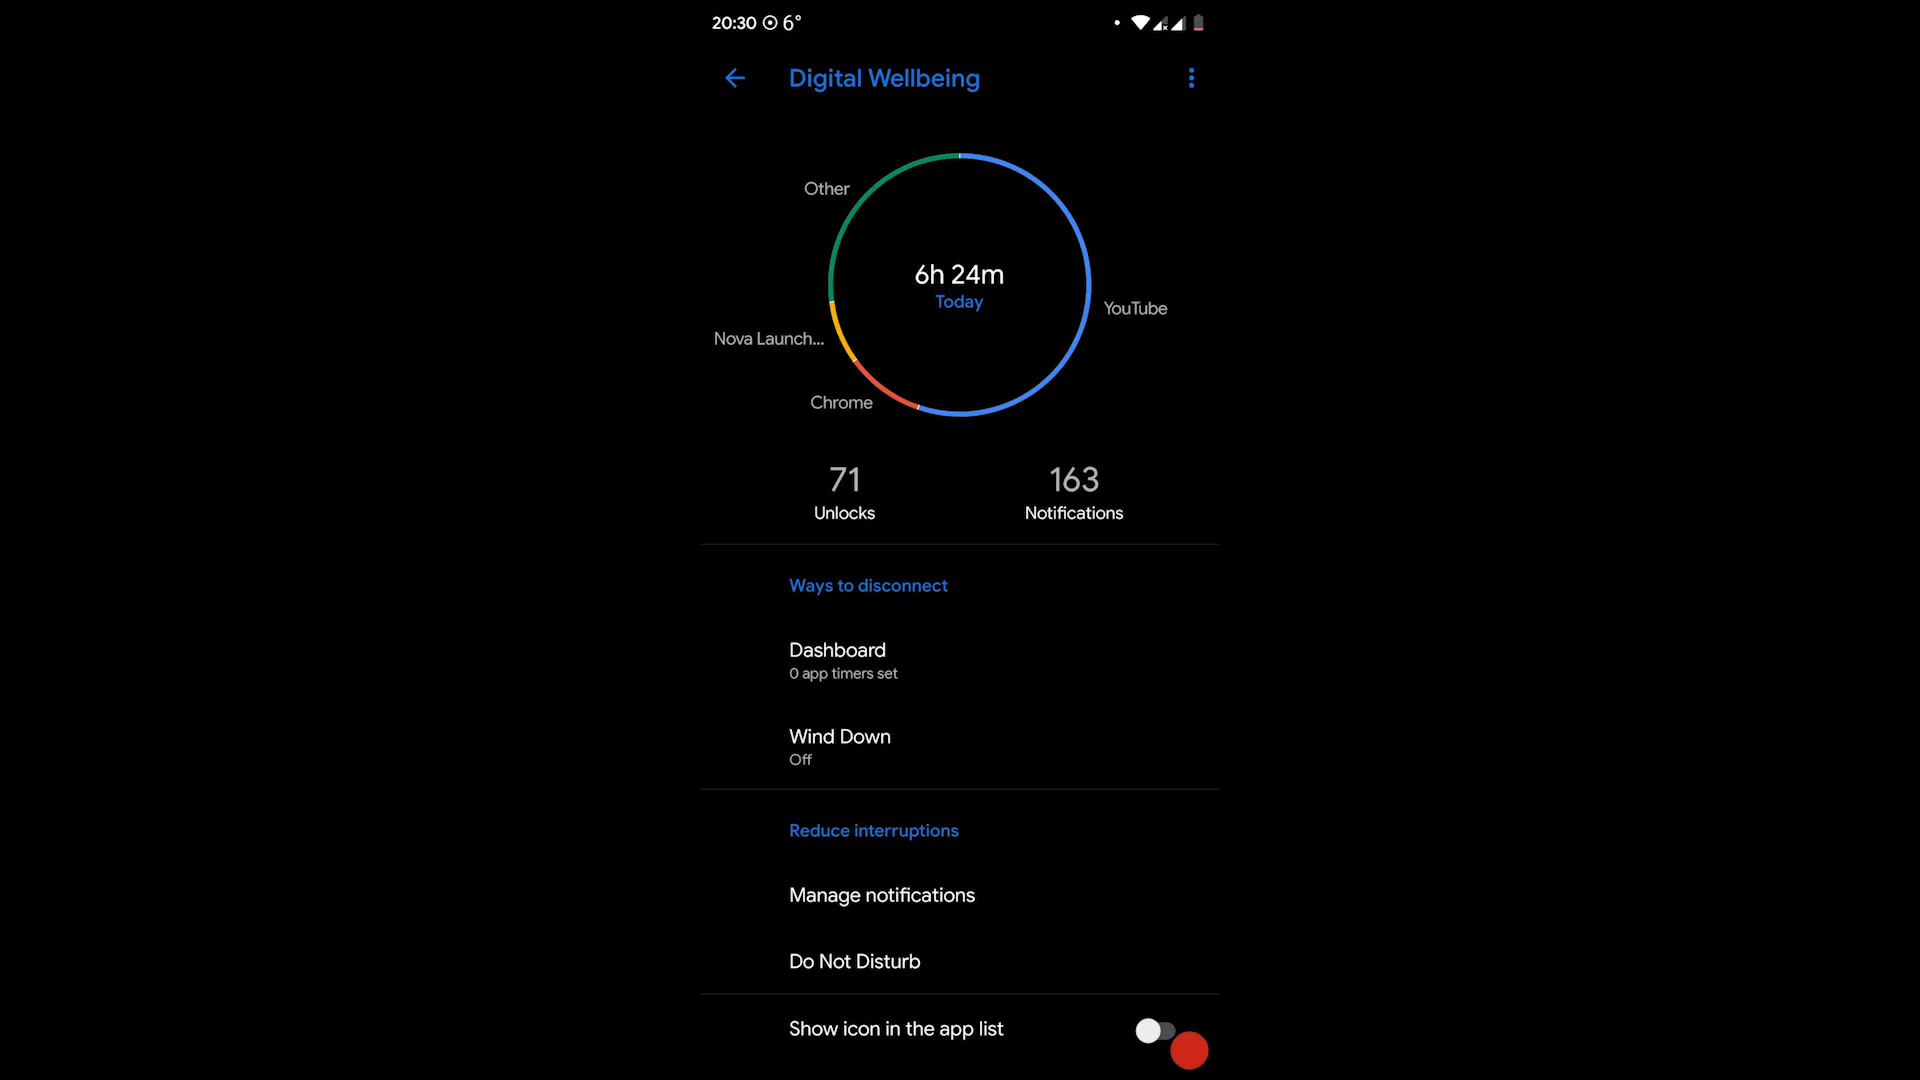 20:30 6°
Digital Wellbeing
Other
6h 24m
Today
YouTube
Nova Launch...
Chrome
71
Unlocks
163
Notifications
Ways to disconnect
Dashboard
0 app timers set
Wind Down
Off
Reduce interruptions
Manage notifications
Do Not Disturb
Show icon in the app list